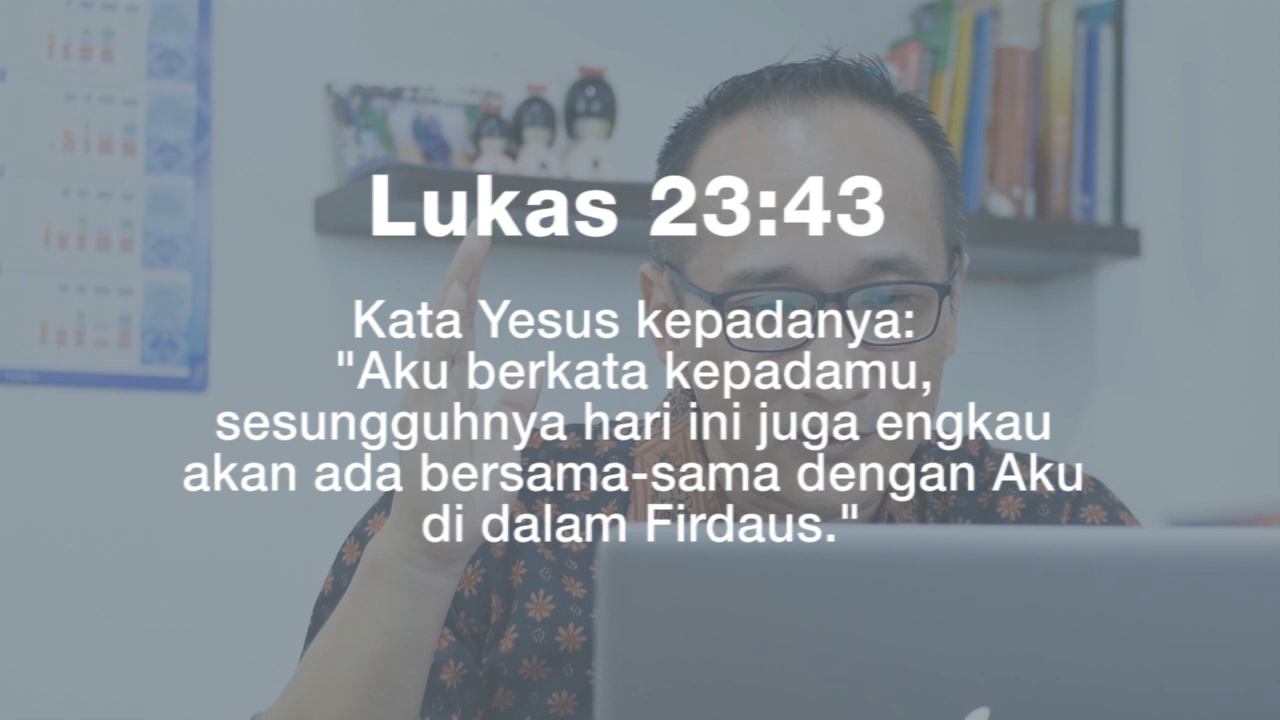 Lukas 23:43
Kata Yesus kepadanya:
"Aku berkata kepadamu,
sesungguhnya hari ini juga engkau
akan ada bersama-sama dengan Aku
di dalam Firdaus."